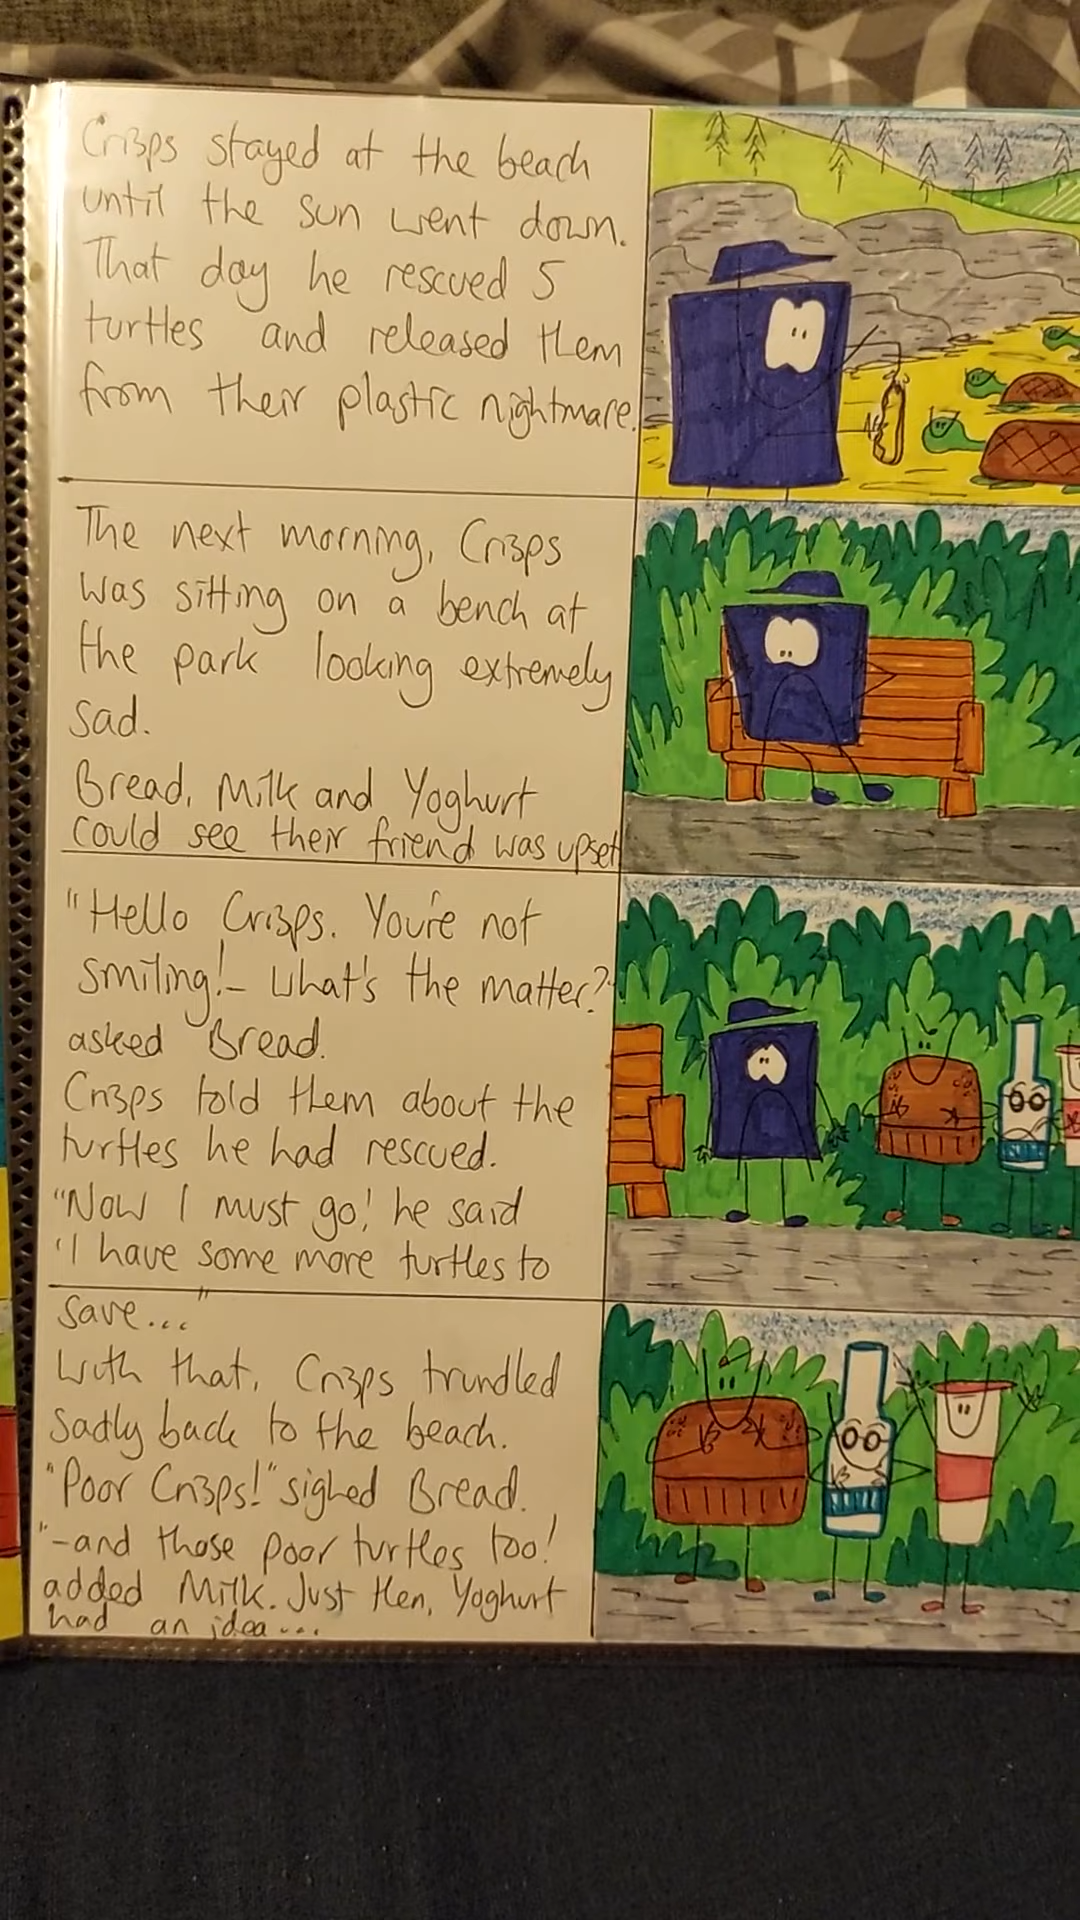 Crisps stayed at the beach
until the sun went down.
That day he rescued 5
turtles and released them
from their plastic nightmare.
The next morning, Crisps
was sitting on a bench at
the park looking extremely
sad.
Bread, Milk and Yoghurt
could see their friend was upset
"Hello Crisps. You're not
smiling!- What's the matter?"
asked Bread.
Crisps told them about the
turtles he had rescued.
"Now I must go! he said
"I have some more turtles to
save..."
With that, Crisps trundled
sadly back to the beach.
"Poor Crisps!" sighed Bread.
"-and those poor turtles too!
added Milk. Just then, Yoghurt
had an idea...